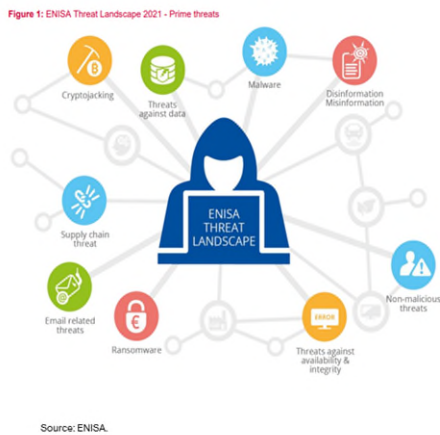 Figure 1: ENISA Threat Landscape 2021 - Prime threats
Cryptojacking
Threats
against data
Malware
Disinformation
Misinformation
ENISA
THREAT
LANDSCAPE
Supply chain
threat
Non-malicious
threats
Email related
threats
Ransomware
ERROR
Threats against
availability &
integrity
Source: ENISA.